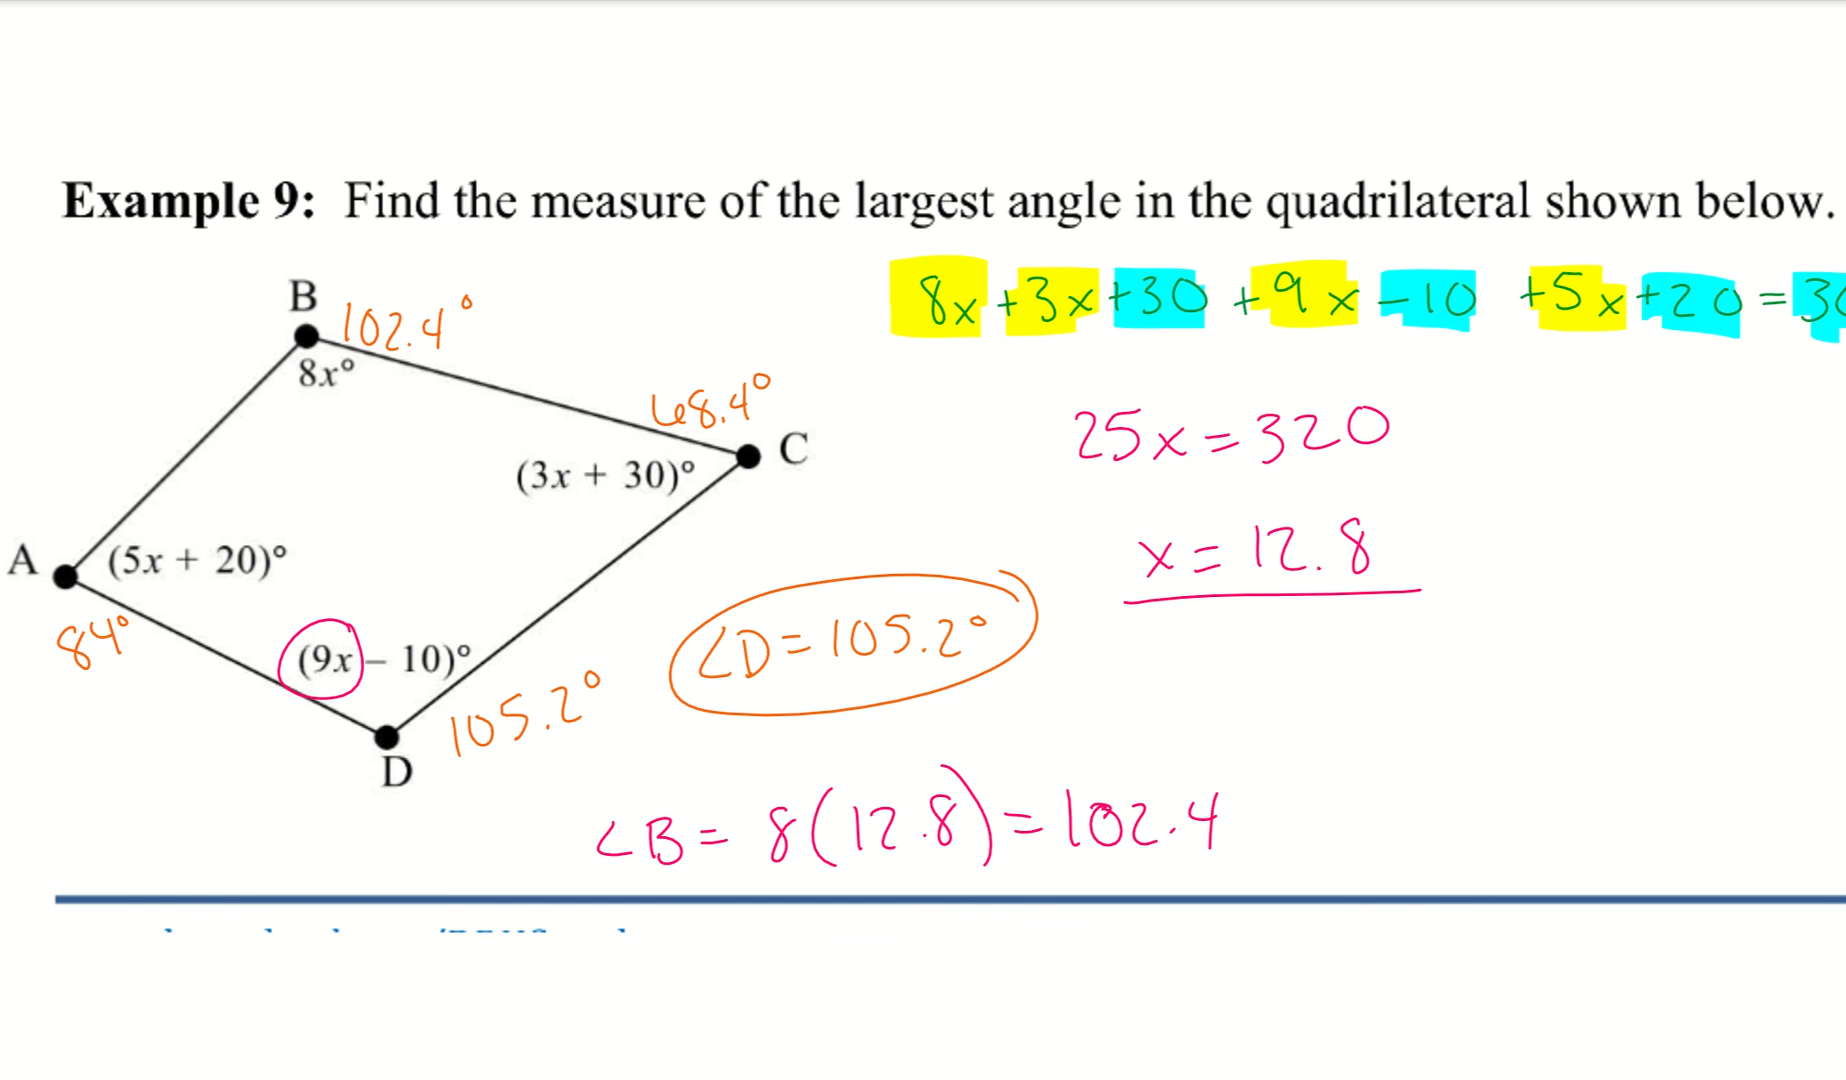 Example 9: Find the measure of the largest angle in the quadrilateral shown below.
8x +3x +30 +9x -10 +5x +20 = 3
B 102.4°
8x°
68.4°
C
(3x + 30)°
25x = 320
A (5x + 20)°
x = 12.8
84°
(9x – 10)°
∠D = 105.2°
105.2°
D
∠B = 8(12.8) = 102.4